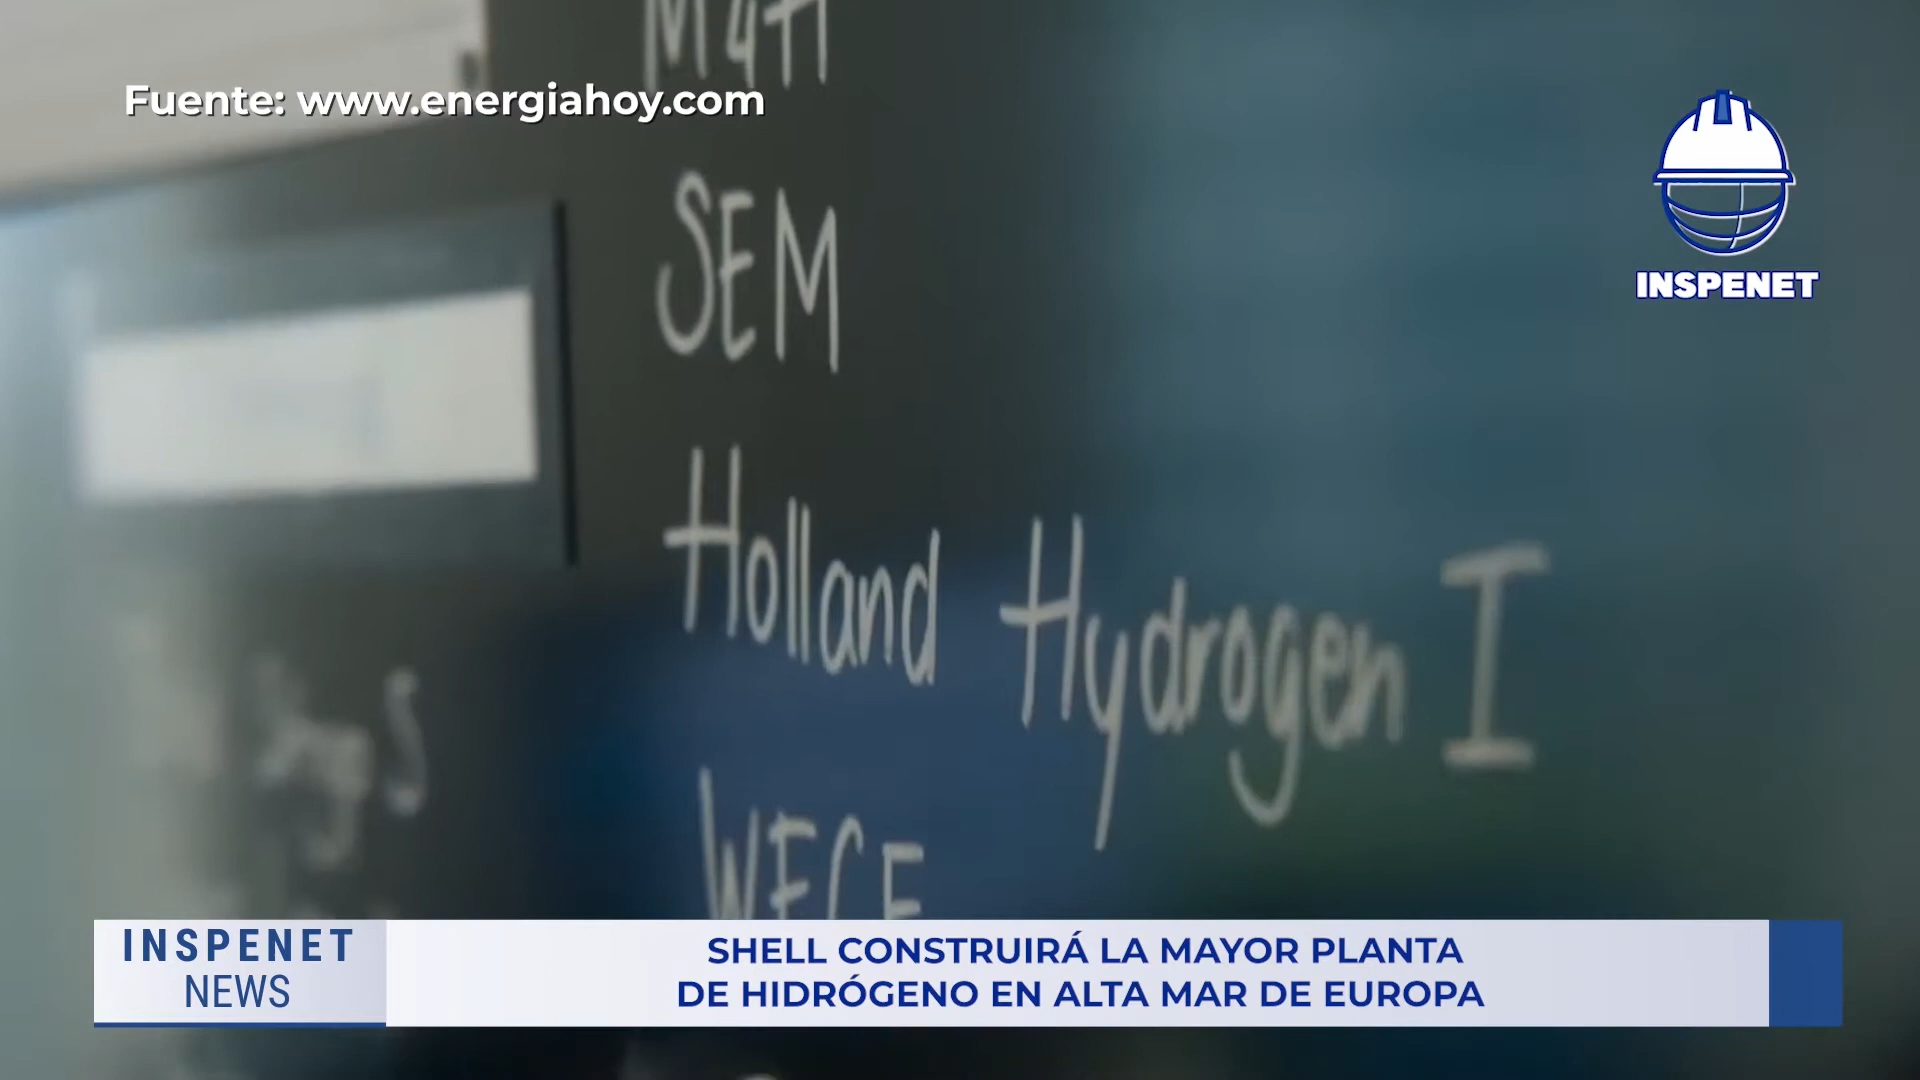 Fuente: www.energiahoy.com
SEM
Holland Hydrogen I
INSPENET
INSPENET
NEWS
SHELL CONSTRUIRÁ LA MAYOR PLANTA
DE HIDRÓGENO EN ALTA MAR DE EUROPA